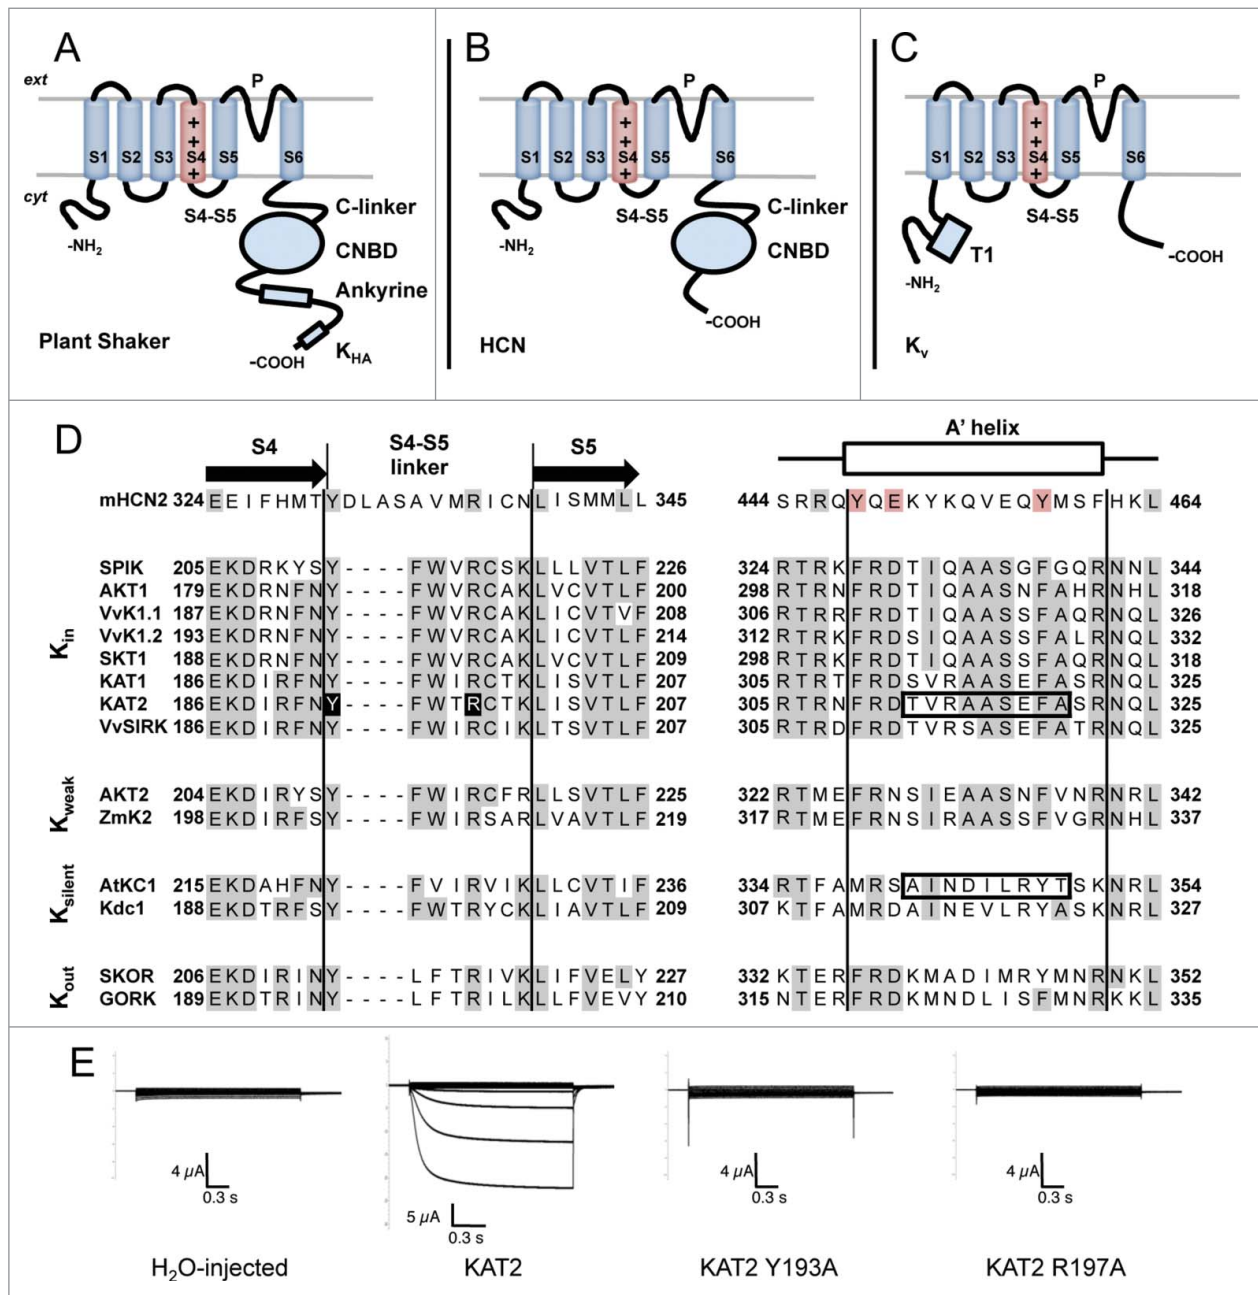 A
ext
P
+
+
+
S1 S2 S3 S4 S5 S6
+
cyt
S4-S5
-NH2
C-linker
CNBD
Ankyrine
KHA
-COOH
Plant Shaker
B
P
+
+
+
S1 S2 S3 S4 S5 S6
+
S4-S5
-NH2
C-linker
CNBD
-COOH
HCN
C
P
+
+
+
S1 S2 S3 S4 S5 S6
+
S4-S5
T1
-NH2
-COOH
Kv
D
S4 S4-S5 linker S5 A' helix
mHCN2 324 EEIFHMTYDLASAVMRICNLISMMLL 345 444 SRRQYQEKYKQVEQYMSFHKL 464
Kin
SPIK 205 EKDRKYSY----FWVRCSKLLLVTLF 226 324 RTRKFRDTIQAASGFGQRNNL 344
AKT1 179 EKDRNFNY----FWVRCAKLVCVTLF 200 298 RTRNFRDTIQAASNFAHRNNL 318
VvK1.1 187 EKDRNFNY----FWVRCAKLICVTVF 208 306 RTRRFRDTIQAASSFAQRNQL 326
VvK1.2 193 EKDRNFNY----FWVRCAKLICVTLF 214 312 RTRKFRDSIQAASSFALRNNL 332
SKT1 188 EKDRNFNY----FWVRCAKLVCVTLF 209 298 RTRKFRDTIQAASSFAQRNQL 318
KAT1 186 EKDIRFNY----FWIRCTKLISVTLF 207 305 RTRNFRDSVRAASEFASRNQL 325
KAT2 186 EKDIRFNY----FWTRCTKLISVTLF 207 305 RTRNFRDTVRAASEFASRNQL 325
VvSIRK 186 EKDIRFNY----FWIRCIKLTSVTLF 207 305 RTRDFRDTVRSASEFATRNQL 325
Kweak
AKT2 204 EKDIRYSY----FWIRCFRLLSVTLF 225 322 RTMEFRNSIEAASNFVNRNRL 342
ZmK2 198 EKDIRFSY----FWIRSARLVAVTLF 219 317 RTMEFRNSIRAASSFVGRNHL 337
Ksilent
AtKC1 215 EKDAHFNY----FVIRVIKLLCVTIF 236 334 RTFAMRSAINDILRYTSKNRL 354
Kdc1 188 EKDTRFSY----FWTRYCKLIAVTLF 209 307 KTFAMRDAINEVLRYASKNRL 327
Kout
SKOR 206 EKDIRINY----LFTRIVKLIFVELY 227 332 KTERFRDKMADIMRYMNRNKL 352
GORK 189 EKDTRINY----LFTRILKLLFVEVY 210 315 NTERFRDKMNDLISFMNRKKL 335
E
4 µA
0.3 s
H2O-injected
5 µA
0.3 s
KAT2
4 µA
0.3 s
KAT2 Y193A
4 µA
0.3 s
KAT2 R197A